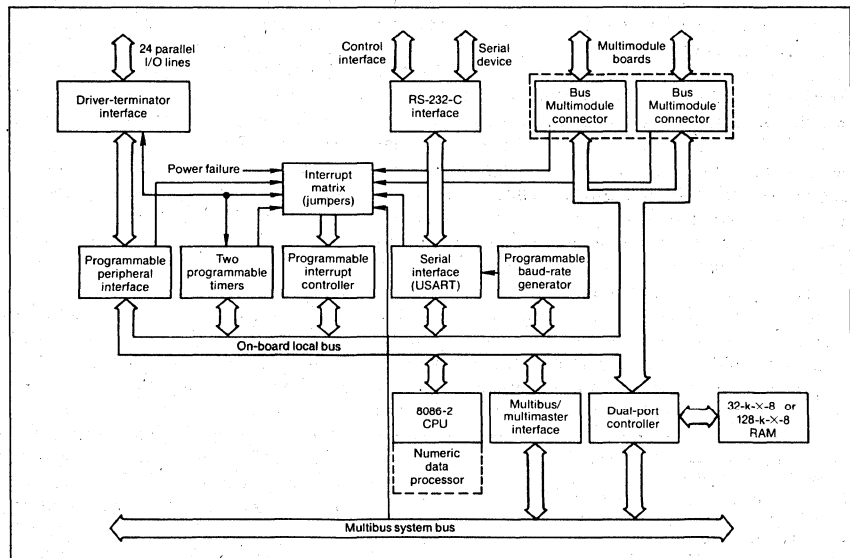 24 parallel
I/O lines
Control
interface
Serial
device
Multimodule
boards
Driver-terminator
interface
RS-232-C
interface
Bus
Multimodule
connector
Bus
Multimodule
connector
Power failure
Interrupt
matrix
(jumpers)
Programmable
peripheral
interface
Two
programmable
timers
Programmable
interrupt
controller
Serial
interface
(USART)
Programmable
baud-rate
generator
On-board local bus
8086-2
CPU
Numeric
data
processor
Multibus/
multimaster
interface
Dual-port
controller
32-k-×-8 or
128-k-×-8
RAM
Multibus system bus